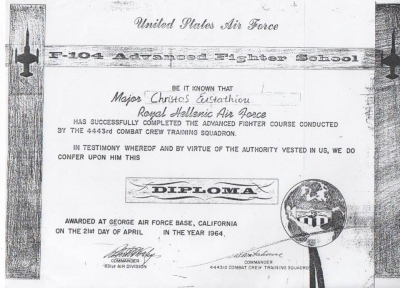 United States Air Force
F-104 Advanced Fighter School
BE IT KNOWN THAT
Major Christos Eustathiou
Royal Hellenic Air Force
HAS SUCCESSFULLY COMPLETED THE ADVANCED FIGHTER COURSE CONDUCTED
BY THE 4443rd COMBAT CREW TRAINING SQUADRON.
IN TESTIMONY WHEREOF AND BY VIRTUE OF THE AUTHORITY VESTED IN US, WE DO
CONFER UPON HIM THIS
DIPLOMA
AWARDED AT GEORGE AIR FORCE BASE, CALIFORNIA
ON THE 21st DAY OF APRIL IN THE YEAR 1964.
COMMANDER
831st AIR DIVISION
COMMANDER
4443rd COMBAT CREW TRAINING SQUADRON